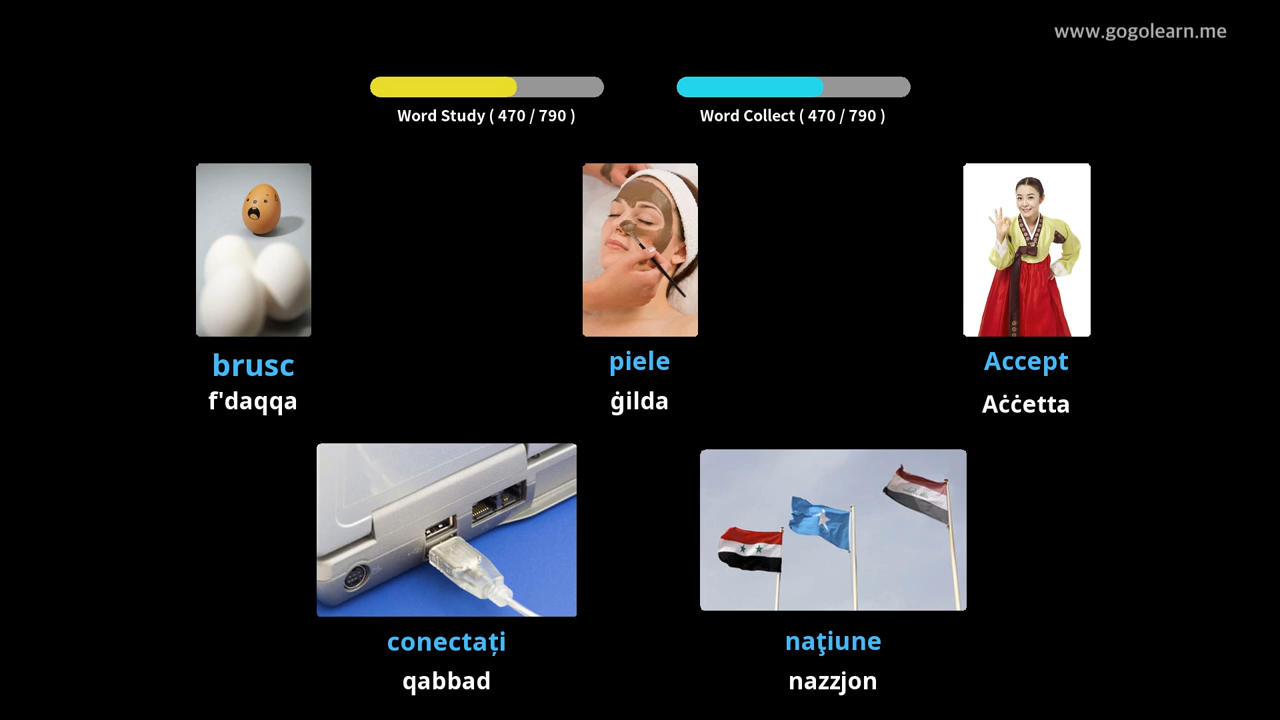 www.gogolearn.me
Word Study ( 470 / 790 )
Word Collect ( 470 / 790 )
brusc
f'daqqa
piele
ġilda
Accept
Aċċetta
conectați
qabbad
naţiune
nazzjon